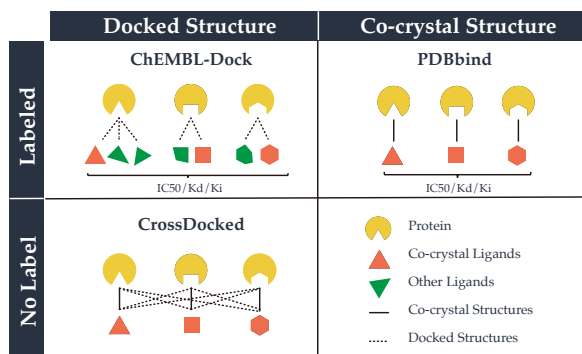 Docked Structure
Co-crystal Structure
Labeled
ChEMBL-Dock
IC50/Kd/Ki
PDBbind
IC50/Kd/Ki
No Label
CrossDocked
Protein
Co-crystal Ligands
Other Ligands
Co-crystal Structures
Docked Structures